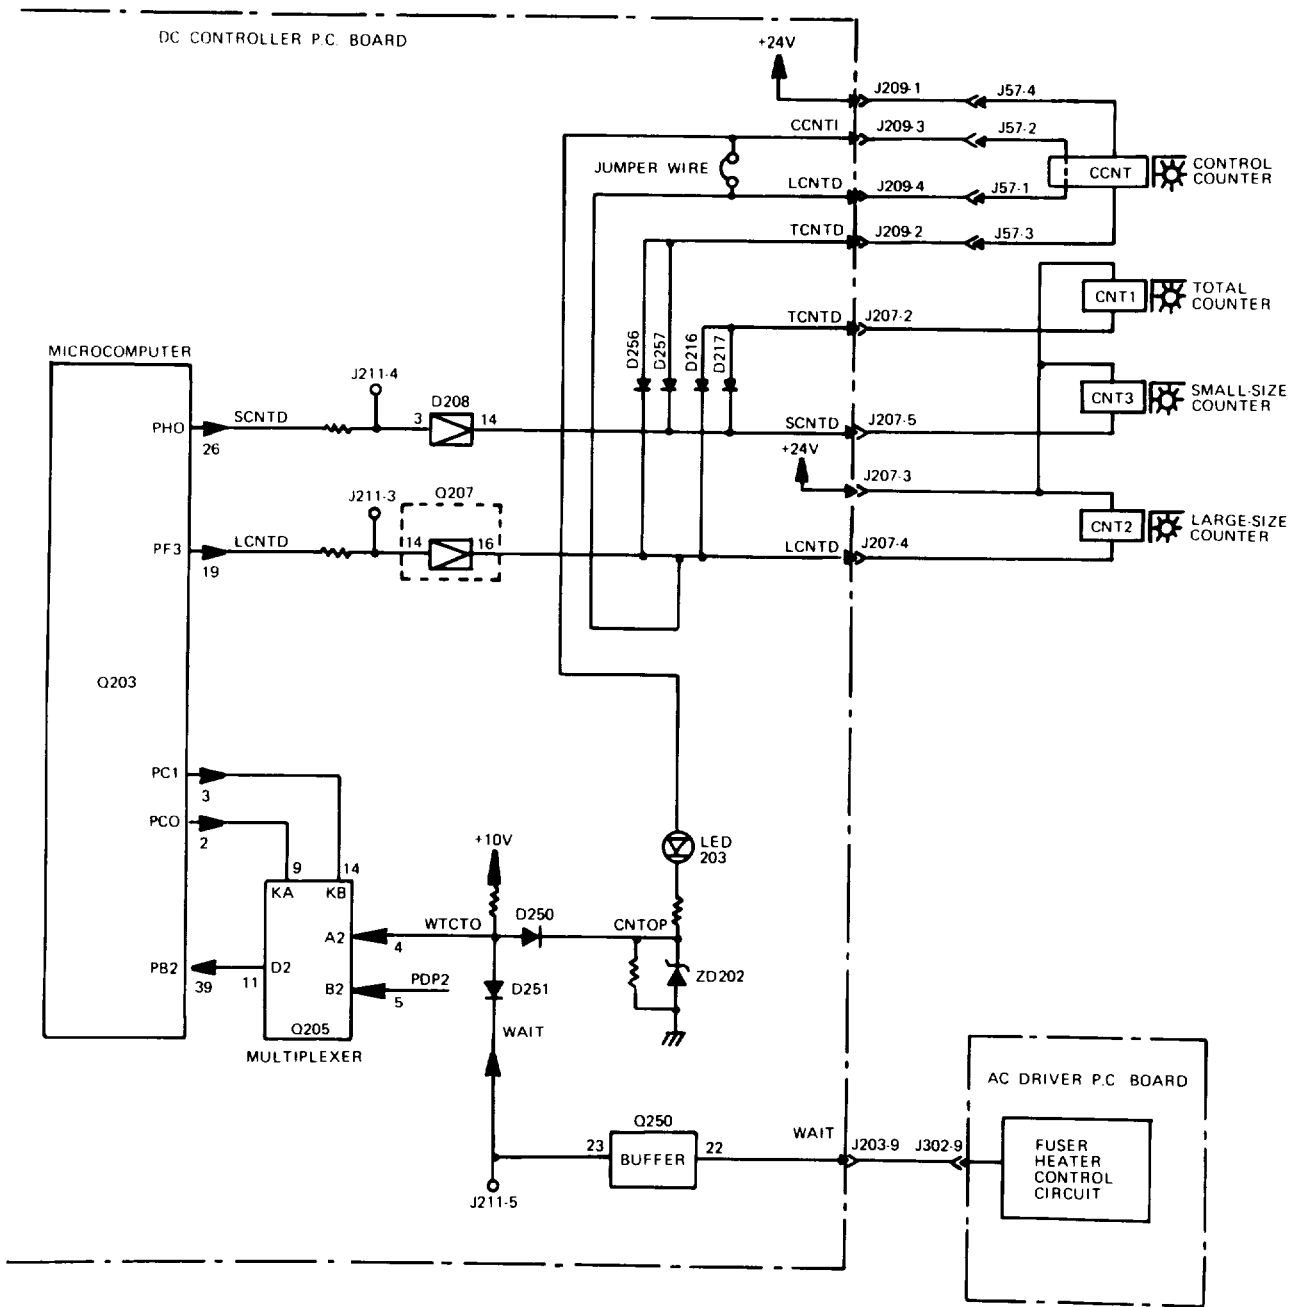 DC CONTROLLER P.C. BOARD
+24V
J209-1
J57-4
CCNTI
J209-3
J57-2
JUMPER WIRE
CCNT
CONTROL
COUNTER
LCNTD
J209-4
J57-1
TCNTD
J209-2
J57-3
CNT1
TOTAL
COUNTER
TCNTD
J207-2
D256
D257
D216
D217
MICROCOMPUTER
J211-4
D208
CNT3
SMALL-SIZE
COUNTER
PH0
SCNTD
3
14
26
SCNTD
J207-5
+24V
J207-3
J211-3
Q207
CNT2
LARGE-SIZE
COUNTER
PF3
LCNTD
14
16
19
LCNTD
J207-4
Q203
PC1
3
PC0
2
9
14
+10V
LED
203
KA
KB
A2
4
WTCTO
D250
CNTOP
PB2
39
11
D2
B2
5
PDP2
D251
ZD202
Q205
WAIT
MULTIPLEXER
AC DRIVER P.C BOARD
Q250
WAIT
23
BUFFER
22
J203-9
J302-9
FUSER
HEATER
CONTROL
CIRCUIT
J211-5